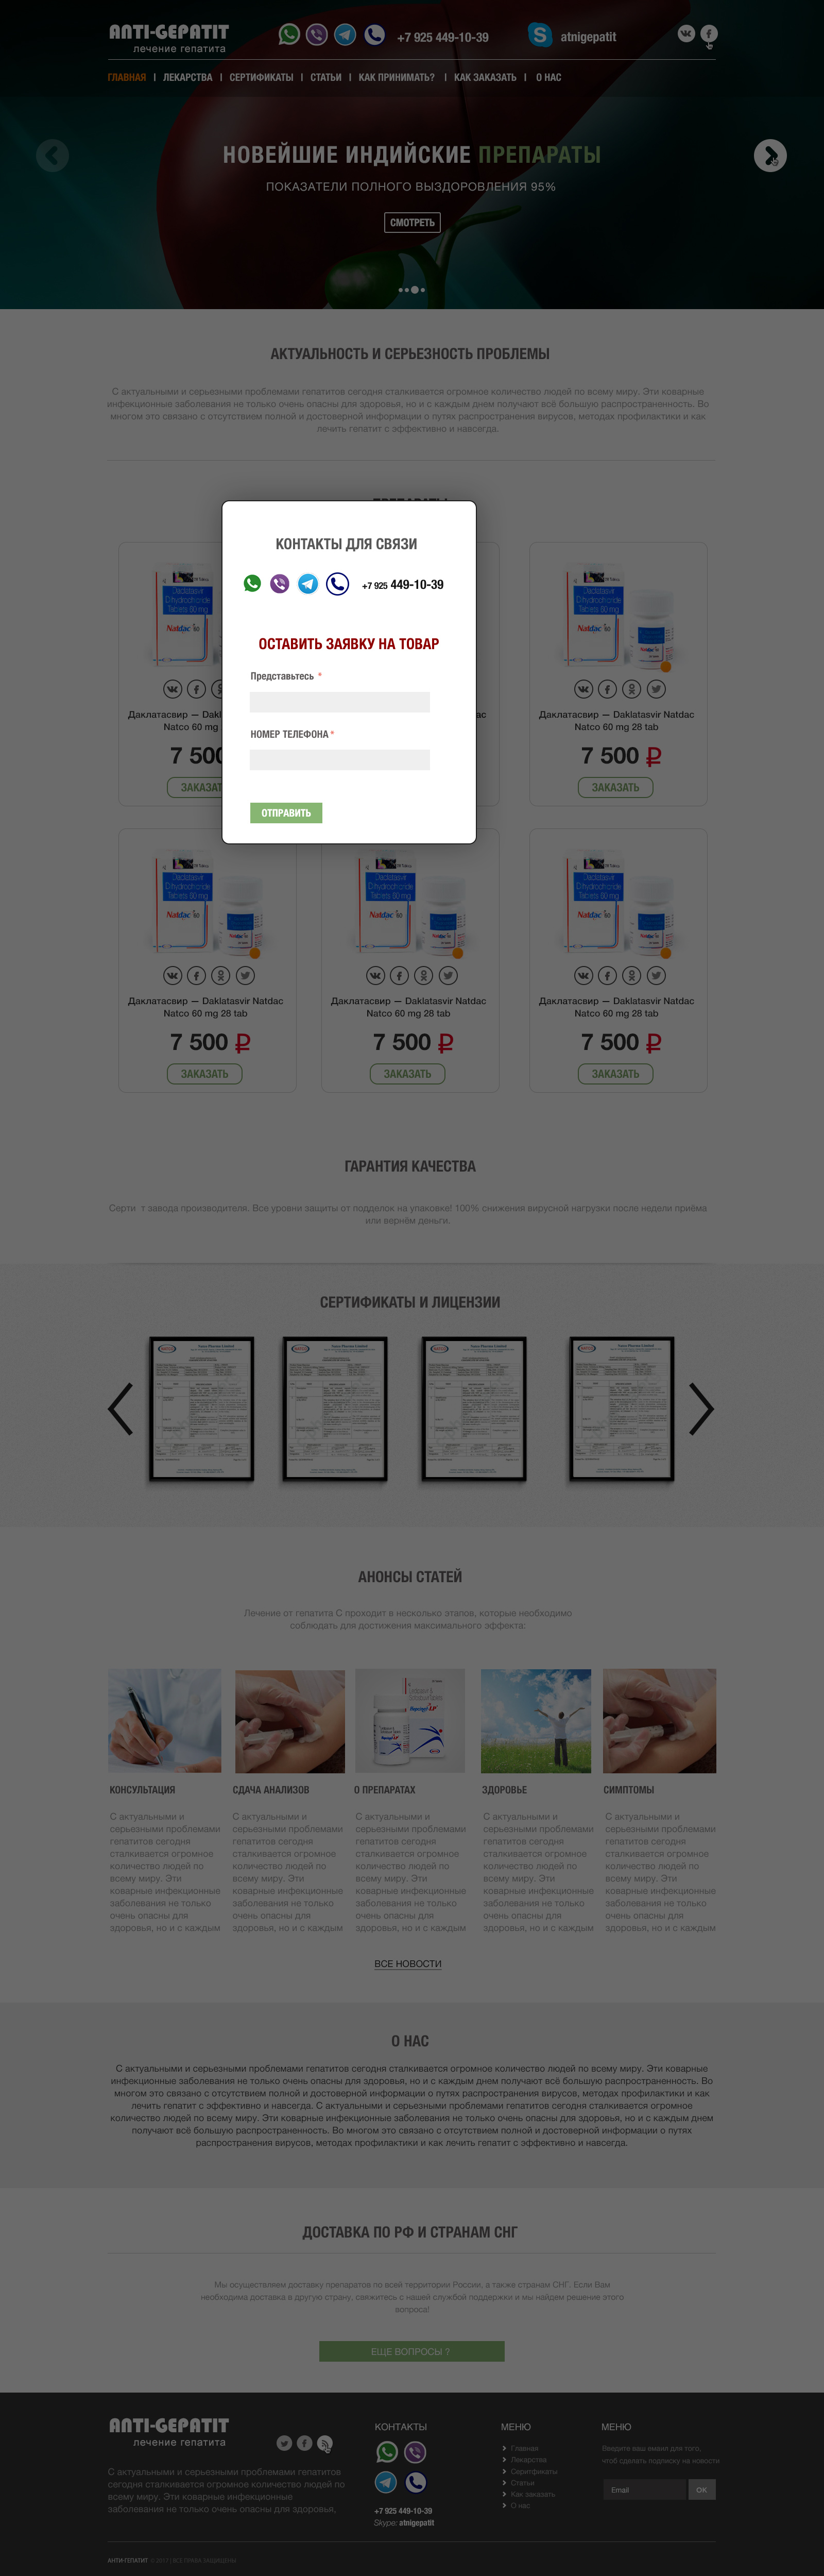 ANTI-GEPATIT
лечение гепатита
+7 925 449-10-39
atnigepatit
ГЛАВНАЯ | ЛЕКАРСТВА | СЕРТИФИКАТЫ | СТАТЬИ | КАК ПРИНИМАТЬ? | КАК ЗАКАЗАТЬ | О НАС
НОВЕЙШИЕ ИНДИЙСКИЕ ПРЕПАРАТЫ
ПОКАЗАТЕЛИ ПОЛНОГО ВЫЗДОРОВЛЕНИЯ 95%
СМОТРЕТЬ
АКТУАЛЬНОСТЬ И СЕРЬЕЗНОСТЬ ПРОБЛЕМЫ
С актуальными и серьезными проблемами гепатитов сегодня сталкивается огромное количество людей по всему миру. Эти коварные
инфекционные заболевания не только очень опасны для здоровья, но и с каждым днем получают всё большую распространенность. Во
многом это связано с отсутствием полной и достоверной информации о путях распространения вирусов, методах профилактики и как
лечить гепатит с эффективно и навсегда.
КОНТАКТЫ ДЛЯ СВЯЗИ
+7 925 449-10-39
ОСТАВИТЬ ЗАЯВКУ НА ТОВАР
Представьтесь *
НОМЕР ТЕЛЕФОНА *
ОТПРАВИТЬ
Даклатасвир —
Natco 60 mg
7 500
ЗАКАЗАТЬ
Даклатасвир — Daklatasvir Natdac
Natco 60 mg 28 tab
7 500 ₽
ЗАКАЗАТЬ
Даклатасвир — Daklatasvir Natdac
Natco 60 mg 28 tab
7 500 ₽
ЗАКАЗАТЬ
Даклатасвир — Daklatasvir Natdac
Natco 60 mg 28 tab
7 500 ₽
ЗАКАЗАТЬ
Даклатасвир — Daklatasvir Natdac
Natco 60 mg 28 tab
7 500 ₽
ЗАКАЗАТЬ
ГАРАНТИЯ КАЧЕСТВА
Серти т завода производителя. Все уровни защиты от подделок на упаковке! 100% снижения вирусной нагрузки после недели приёма
или вернём деньги.
СЕРТИФИКАТЫ И ЛИЦЕНЗИИ
АНОНСЫ СТАТЕЙ
Лечение от гепатита С проходит в несколько этапов, которые необходимо
соблюдать для достижения максимального эффекта:
КОНСУЛЬТАЦИЯ
С актуальными и
серьезными проблемами
гепатитов сегодня
сталкивается огромное
количество людей по
всему миру. Эти
коварные инфекционные
заболевания не только
очень опасны для
здоровья, но и с каждым
СДАЧА АНАЛИЗОВ
С актуальными и
серьезными проблемами
гепатитов сегодня
сталкивается огромное
количество людей по
всему миру. Эти
коварные инфекционные
заболевания не только
очень опасны для
здоровья, но и с каждым
О ПРЕПАРАТАХ
С актуальными и
серьезными проблемами
гепатитов сегодня
сталкивается огромное
количество людей по
всему миру. Эти
коварные инфекционные
заболевания не только
очень опасны для
здоровья, но и с каждым
ЗДОРОВЬЕ
С актуальными и
серьезными проблемами
гепатитов сегодня
сталкивается огромное
количество людей по
всему миру. Эти
коварные инфекционные
заболевания не только
очень опасны для
здоровья, но и с каждым
СИМПТОМЫ
С актуальными и
серьезными проблемами
гепатитов сегодня
сталкивается огромное
количество людей по
всему миру. Эти
коварные инфекционные
заболевания не только
очень опасны для
здоровья, но и с каждым
ВСЕ НОВОСТИ
О НАС
С актуальными и серьезными проблемами гепатитов сегодня сталкивается огромное количество людей по всему миру. Эти коварные
инфекционные заболевания не только очень опасны для здоровья, но и с каждым днем получают всё большую распространенность. Во
многом это связано с отсутствием полной и достоверной информации о путях распространения вирусов, методах профилактики и как
лечить гепатит с эффективно и навсегда. С актуальными и серьезными проблемами гепатитов сегодня сталкивается огромное
количество людей по всему миру. Эти коварные инфекционные заболевания не только очень опасны для здоровья, но и с каждым днем
получают всё большую распространенность. Во многом это связано с отсутствием полной и достоверной информации о путях
распространения вирусов, методах профилактики и как лечить гепатит с эффективно и навсегда.
ДОСТАВКА ПО РФ И СТРАНАМ СНГ
Мы осуществляем доставку препаратов по всей территории России, а также странам СНГ. Если Вам
необходима доставка в другую страну, свяжитесь с нашей службой поддержки и мы найдем решение этого
вопроса!
ЕЩЕ ВОПРОСЫ ?
ANTI-GEPATIT
лечение гепатита
С актуальными и серьезными проблемами гепатитов
сегодня сталкивается огромное количество людей по
всему миру. Эти коварные инфекционные
заболевания не только очень опасны для здоровья,
КОНТАКТЫ
+7 925 449-10-39
Skype: atnigepatit
МЕНЮ
Главная
Лекарства
Серитфикаты
Статьи
Как заказать
О нас
МЕНЮ
Введите ваш емаил для того,
чтоб сделать подписку на новости
Email
ОК
АНТИ-ГЕПАТИТ © 2017 | ВСЕ ПРАВА ЗАЩИЩЕНЫ